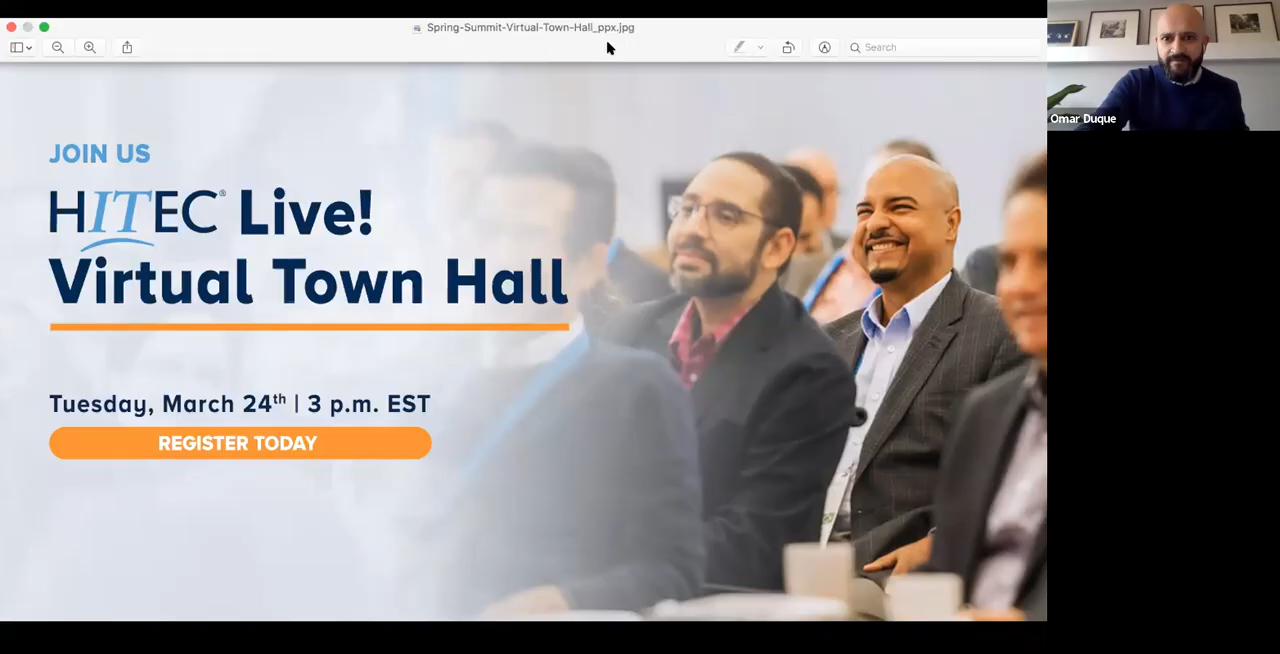 Spring-Summit-Virtual-Town-Hall_ppx.jpg
Search
Omar Duque
JOIN US
HITEC® Live!
Virtual Town Hall
Tuesday, March 24th | 3 p.m. EST
REGISTER TODAY